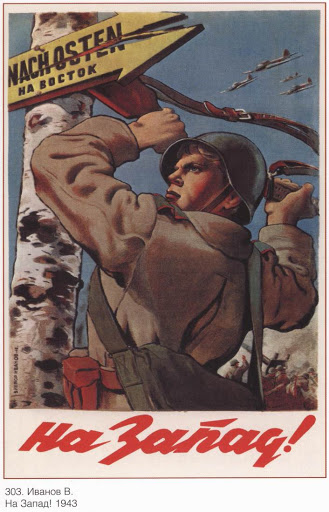 NACH OSTEN
НА ВОСТОК
На Запад!
303. Иванов В.
На Запад! 1943